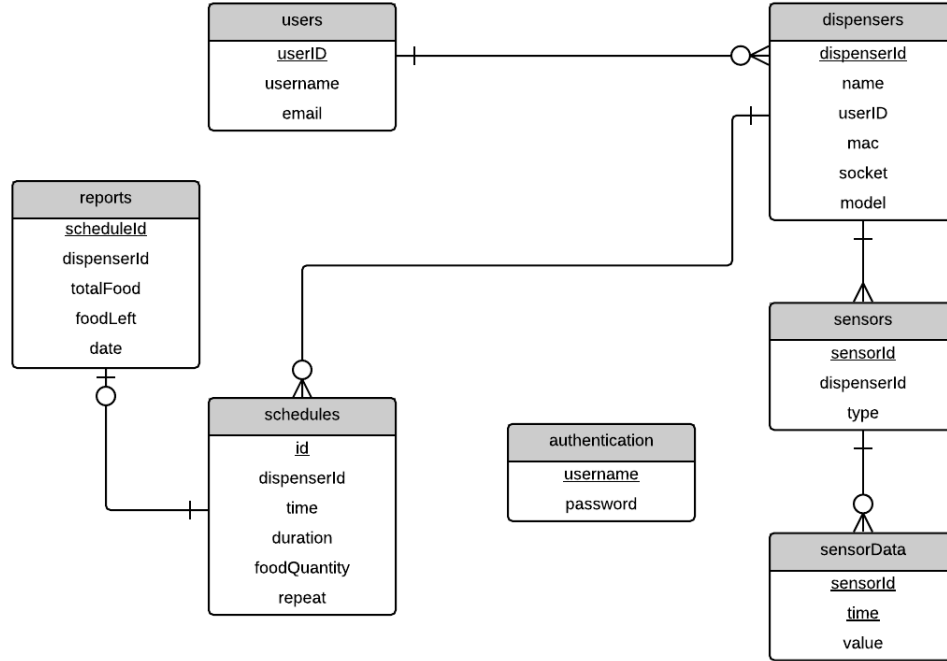 users
userID
username
email
dispensers
dispenserId
name
userID
mac
socket
model
reports
scheduleId
dispenserId
totalFood
foodLeft
date
sensors
sensorId
dispenserId
type
schedules
id
dispenserId
time
duration
foodQuantity
repeat
authentication
username
password
sensorData
sensorId
time
value